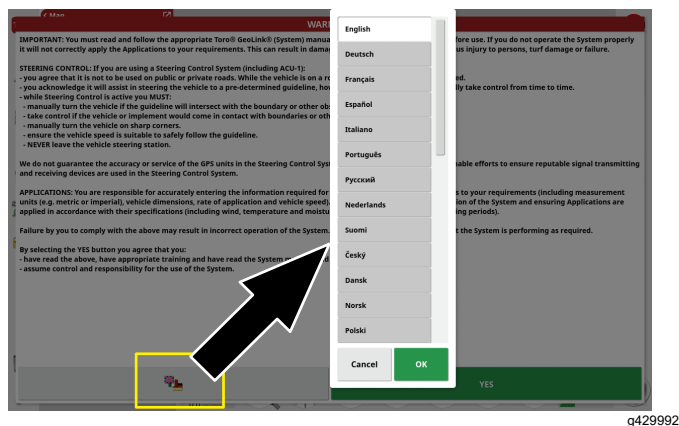 Map
WAR
IMPORTANT: You must read and follow the appropriate Toro® GeoLink® (System) manua
ore use. If you do not operate the System properly
it will not correctly apply the Applications to your requirements. This can result in damag
us injury to persons, turf damage or failure.
STEERING CONTROL: If you are using a Steering Control System (including ACU-1):
- you agree that it is not to be used on public or private roads. While the vehicle is on a ro
ed.
- you acknowledge it will assist in steering the vehicle to a pre-determined guideline, how
lly take control from time to time.
- while Steering Control is active you MUST:
- manually turn the vehicle if the guideline will intersect with the boundary or other obs
- take control if the vehicle or implement would come in contact with boundaries or oth
- manually turn the vehicle on sharp corners.
- ensure the vehicle speed is suitable to safely follow the guideline.
- NEVER leave the vehicle steering station.
We do not guarantee the accuracy or service of the GPS units in the Steering Control Syst
able efforts to ensure reputable signal transmitting
and receiving devices are used in the Steering Control System.
APPLICATIONS: You are responsible for accurately entering the information required for
s to your requirements (including measurement
units (e.g. metric or imperial), vehicle dimensions, rate of application and vehicle speed).
ion of the System and ensuring Applications are
applied in accordance with their specifications (including wind, temperature and moistu
ing periods).
Failure by you to comply with the above may result in incorrect operation of the System.
t the System is performing as required.
By selecting the YES button you agree that you:
- have read the above, have appropriate training and have read the System
- assume control and responsibility for the use of the System.
English
Deutsch
Français
Español
Italiano
Português
Русский
Nederlands
Suomi
Český
Dansk
Norsk
Polski
Cancel
OK
YES
g429992